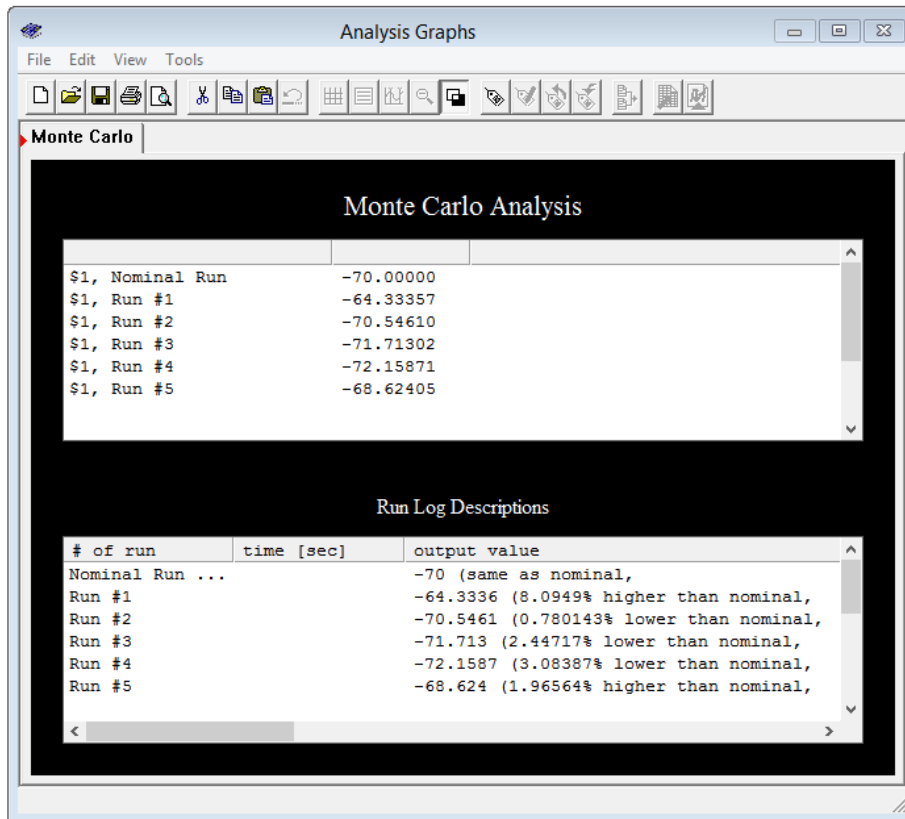 Analysis Graphs
File Edit View Tools
Monte Carlo
Monte Carlo Analysis
$1, Nominal Run -70.00000
$1, Run #1 -64.33357
$1, Run #2 -70.54610
$1, Run #3 -71.71302
$1, Run #4 -72.15871
$1, Run #5 -68.62405
Run Log Descriptions
# of run time [sec] output value
Nominal Run ... -70 (same as nominal,
Run #1 -64.3336 (8.0949% higher than nominal,
Run #2 -70.5461 (0.780143% lower than nominal,
Run #3 -71.713 (2.44717% lower than nominal,
Run #4 -72.1587 (3.08387% lower than nominal,
Run #5 -68.624 (1.96564% higher than nominal,